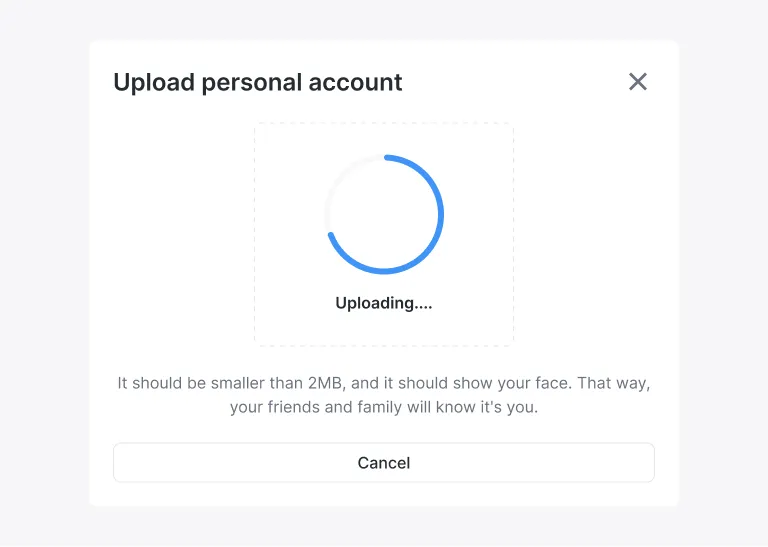 Upload personal account
Uploading....
It should be smaller than 2MB, and it should show your face. That way,
your friends and family will know it's you.
Cancel